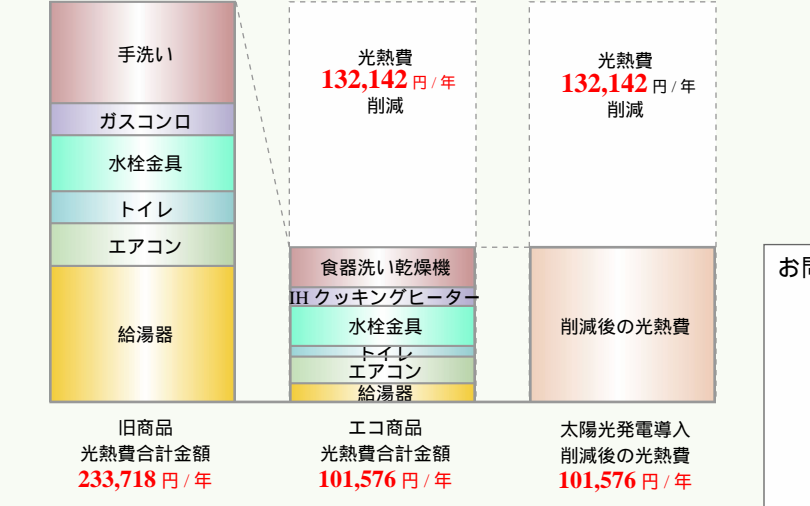 手洗い
ガスコンロ
水栓金具
トイレ
エアコン
給湯器
旧商品
光熱費合計金額
233,718 円 / 年
光熱費
132,142 円 / 年
削減
食器洗い乾燥機
IH クッキングヒーター
水栓金具
トイレ
エアコン
給湯器
エコ商品
光熱費合計金額
101,576 円 / 年
光熱費
132,142 円 / 年
削減
削減後の光熱費
太陽光発電導入
削減後の光熱費
101,576 円 / 年
お問